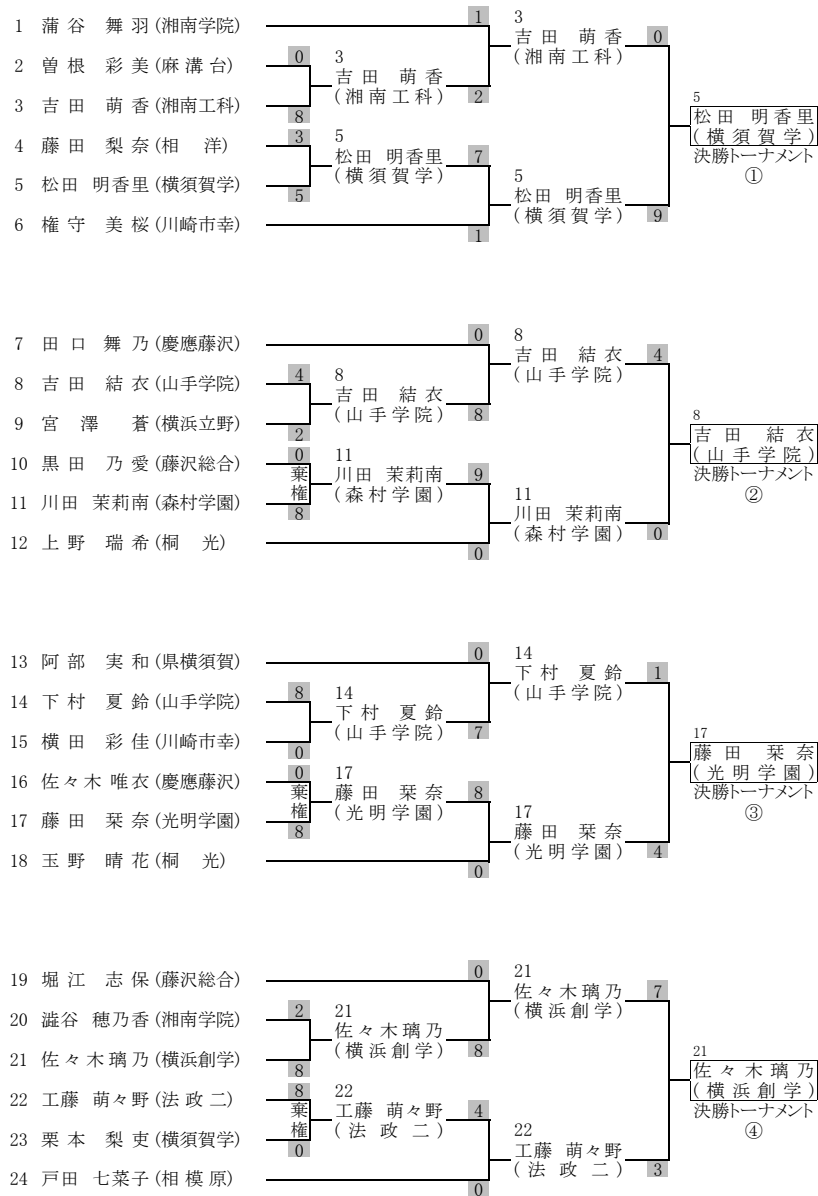 1 蒲谷 舞羽 (湘南学院)
2 曽根 彩美 (麻溝台)
3 吉田 萌香 (湘南工科)
4 藤田 梨奈 (相 洋)
5 松田 明香里 (横須賀学)
6 権守 美桜 (川崎市幸)
0
8
3
5
3
吉田 萌香
(湘南工科)
5
松田 明香里
(横須賀学)
1
2
7
1
3
吉田 萌香
(湘南工科)
5
松田 明香里
(横須賀学)
0
9
5
松田 明香里
(横須賀学)
決勝トーナメント
①
7 田口 舞乃 (慶應藤沢)
8 吉田 結衣 (山手学院)
9 宮澤 蒼 (横浜立野)
10 黒田 乃愛 (藤沢総合)
11 川田 茉莉南 (森村学園)
12 上野 瑞希 (桐 光)
4
2
0
棄
権
8
8
吉田 結衣
(山手学院)
11
川田 茉莉南
(森村学園)
0
8
9
0
8
吉田 結衣
(山手学院)
11
川田 茉莉南
(森村学園)
4
0
8
吉田 結衣
(山手学院)
決勝トーナメント
②
13 阿部 実和 (県横須賀)
14 下村 夏鈴 (山手学院)
15 横田 彩佳 (川崎市幸)
16 佐々木 唯衣 (慶應藤沢)
17 藤田 栞奈 (光明学園)
18 玉野 晴花 (桐 光)
8
0
0
棄
権
8
14
下村 夏鈴
(山手学院)
17
藤田 栞奈
(光明学園)
0
7
8
0
14
下村 夏鈴
(山手学院)
17
藤田 栞奈
(光明学園)
1
4
17
藤田 栞奈
(光明学園)
決勝トーナメント
③
19 堀江 志保 (藤沢総合)
20 澁谷 穂乃香 (湘南学院)
21 佐々木璃乃 (横浜創学)
22 工藤 萌々野 (法政二)
23 栗本 梨吏 (横須賀学)
24 戸田 七菜子 (相模原)
2
8
8
棄
権
0
21
佐々木璃乃
(横浜創学)
22
工藤 萌々野
(法政二)
0
8
4
0
21
佐々木璃乃
(横浜創学)
22
工藤 萌々野
(法政二)
7
3
21
佐々木璃乃
(横浜創学)
決勝トーナメント
④